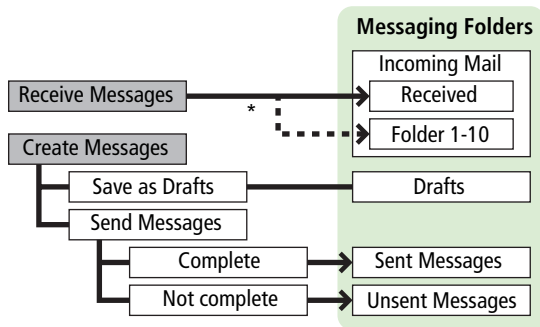 Messaging Folders
Incoming Mail
Receive Messages
Received
*
Folder 1-10
Create Messages
Save as Drafts
Drafts
Send Messages
Complete
Sent Messages
Not complete
Unsent Messages